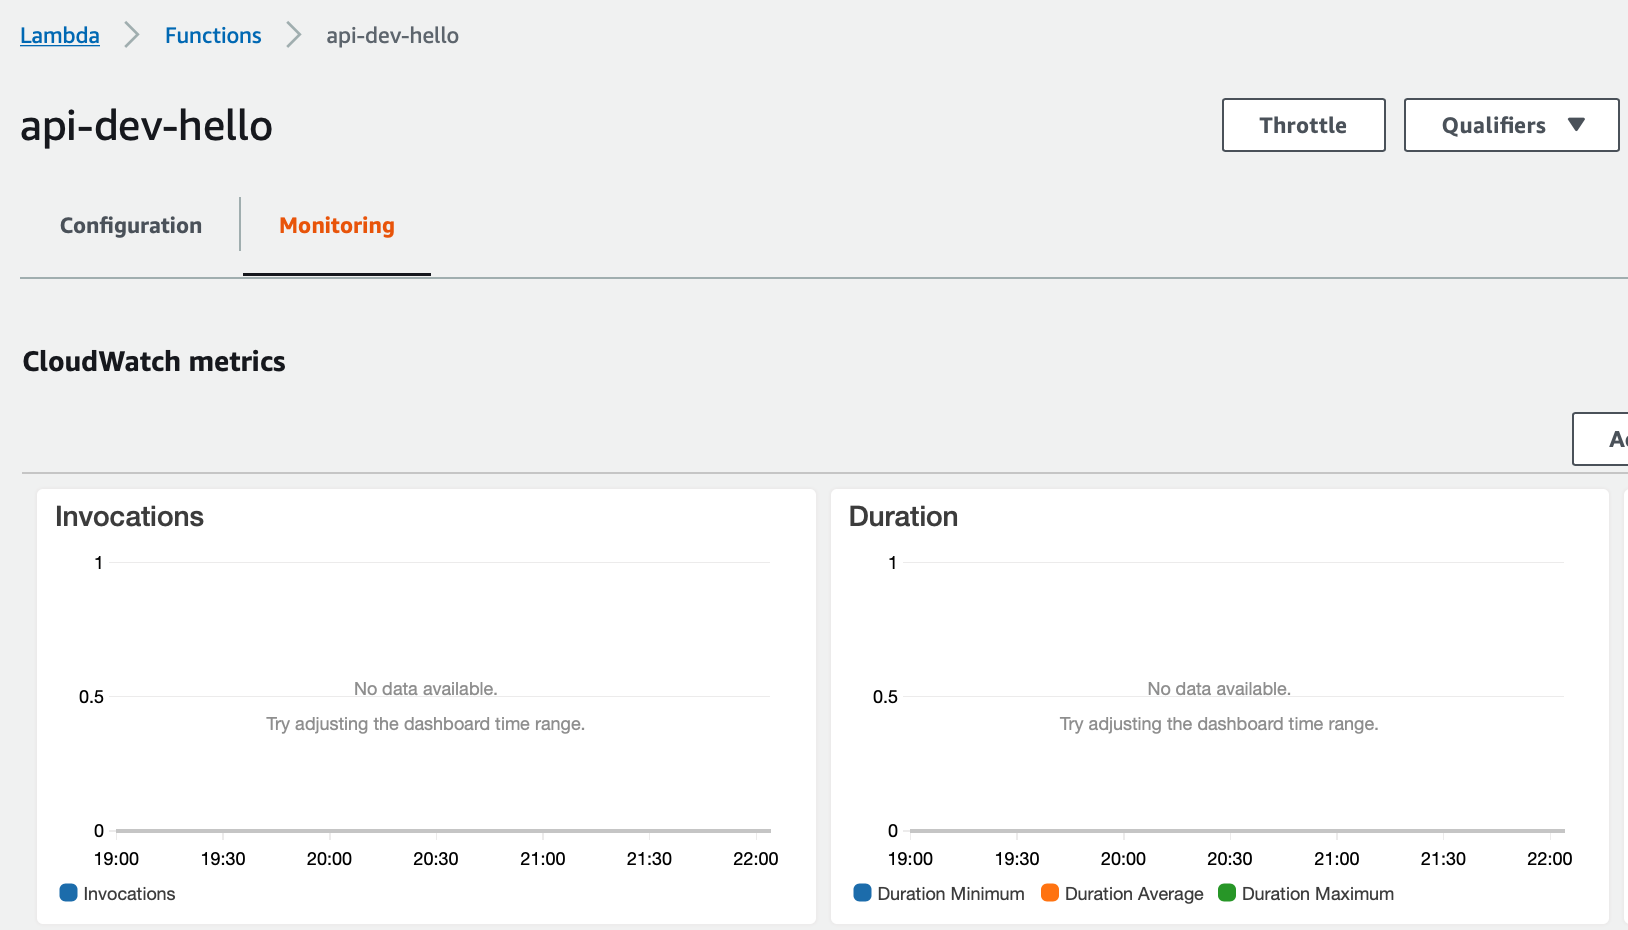 Lambda > Functions > api-dev-hello
api-dev-hello
Throttle
Qualifiers
Configuration
Monitoring
CloudWatch metrics
Invocations
1
0.5
0
No data available.
Try adjusting the dashboard time range.
19:00 19:30 20:00 20:30 21:00 21:30 22:00
Invocations
Duration
1
0.5
0
No data available.
Try adjusting the dashboard time range.
19:00 19:30 20:00 20:30 21:00 21:30 22:00
Duration Minimum Duration Average Duration Maximum